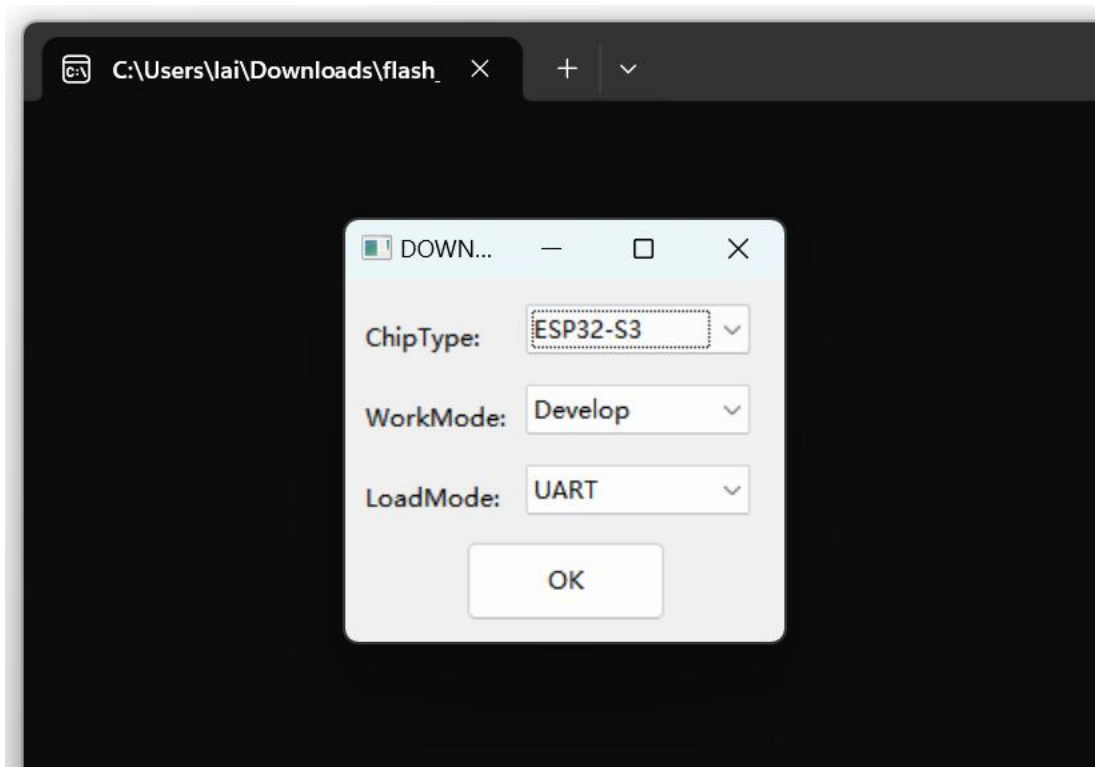 C:\Users\lai\Downloads\flash_
DOWN...
ChipType: ESP32-S3
WorkMode: Develop
LoadMode: UART
OK